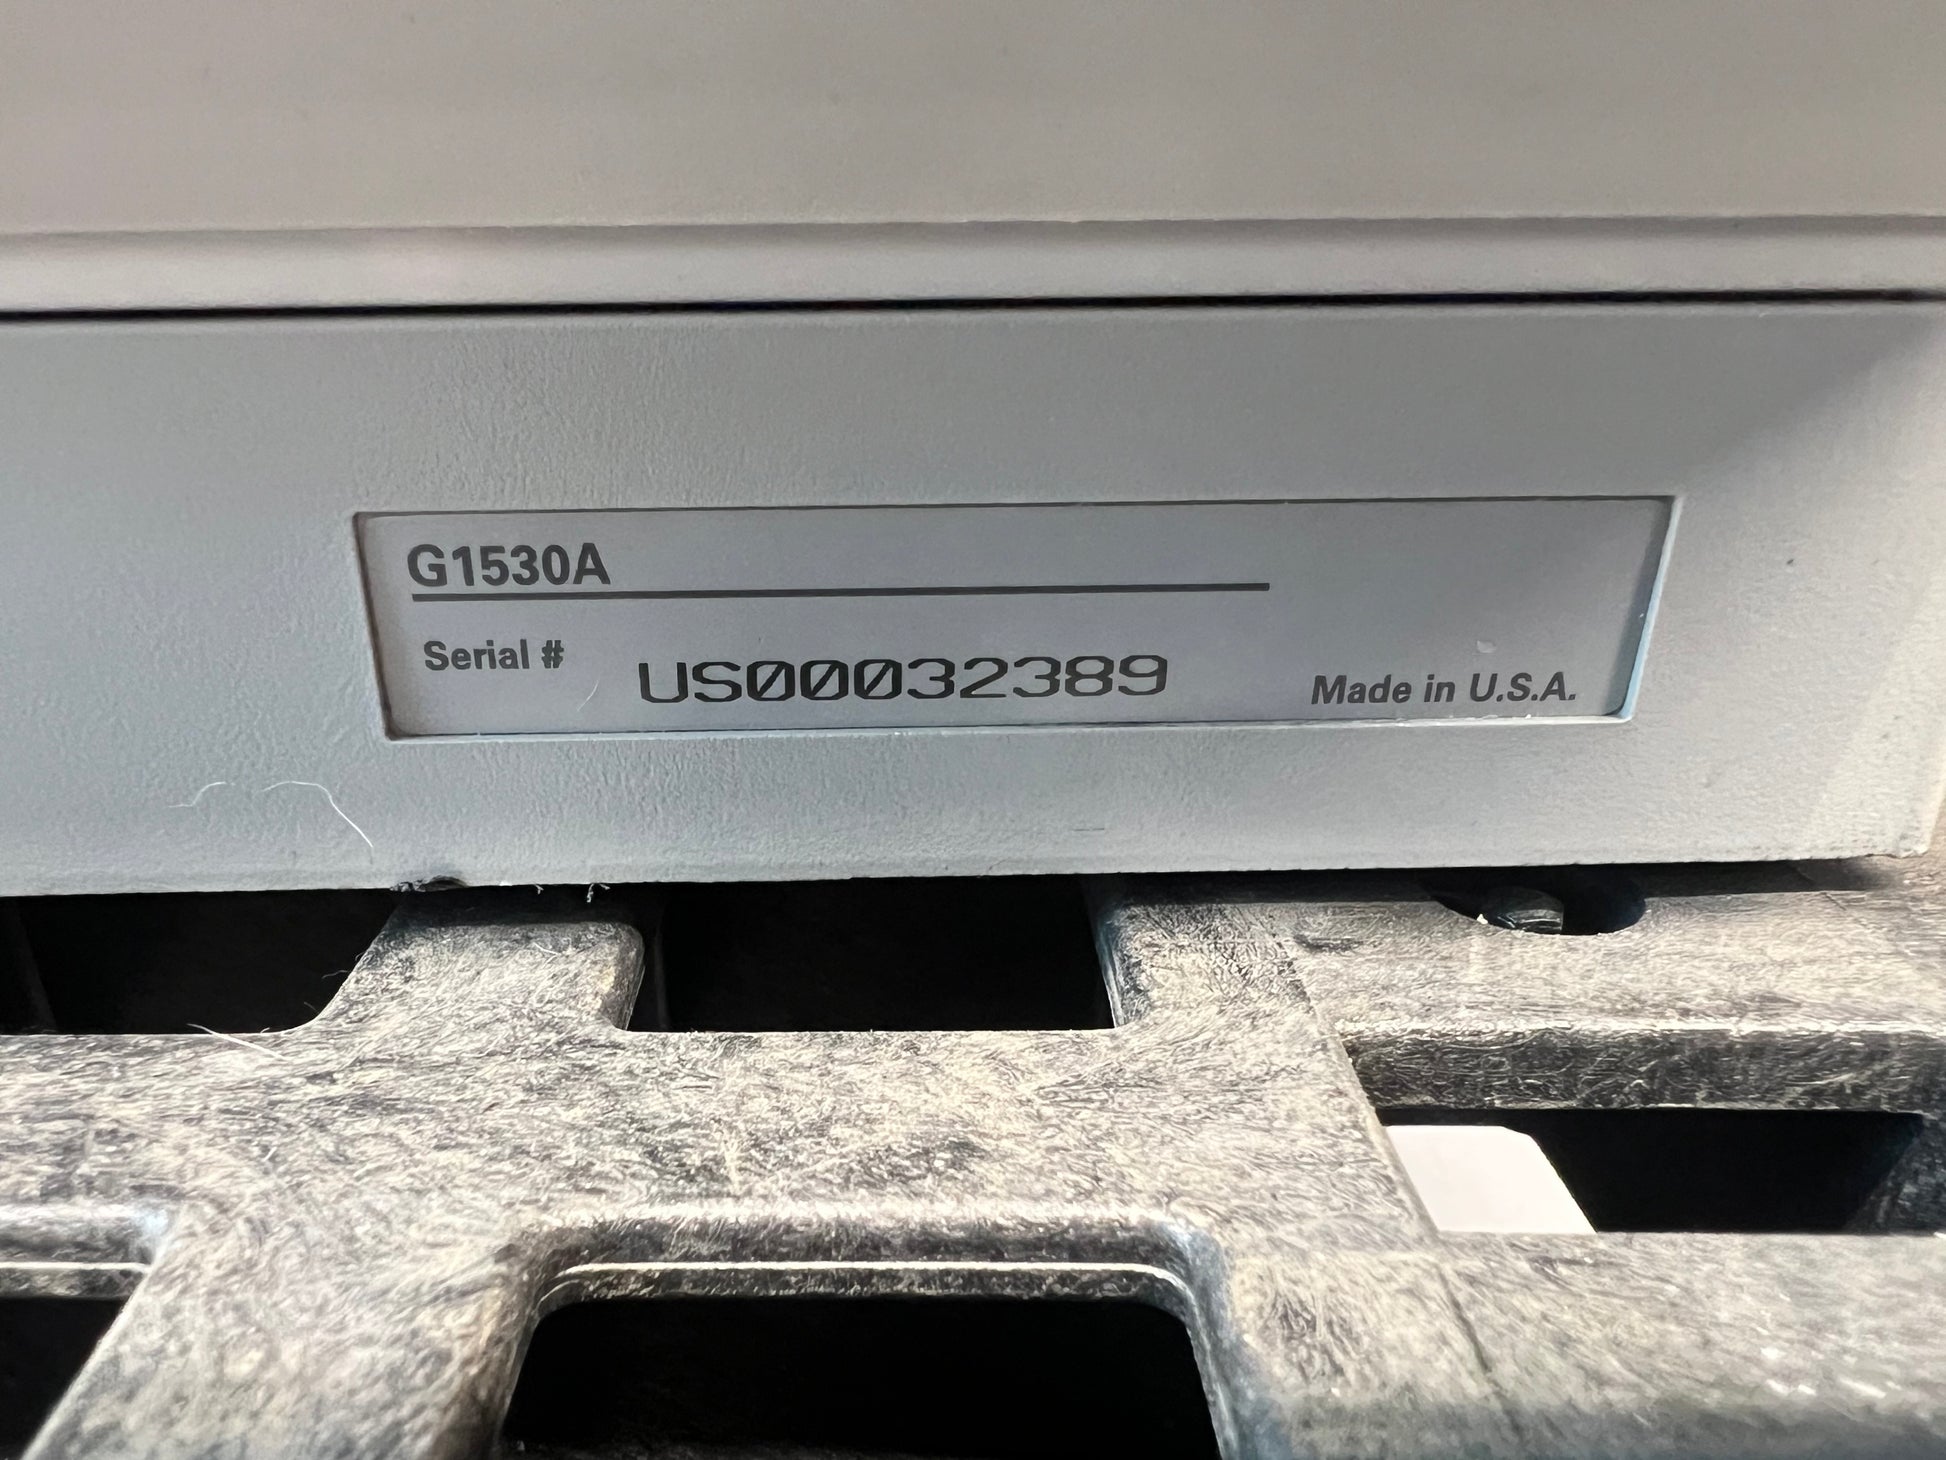 G1530A
Serial #
US00032389
Made in U.S.A.